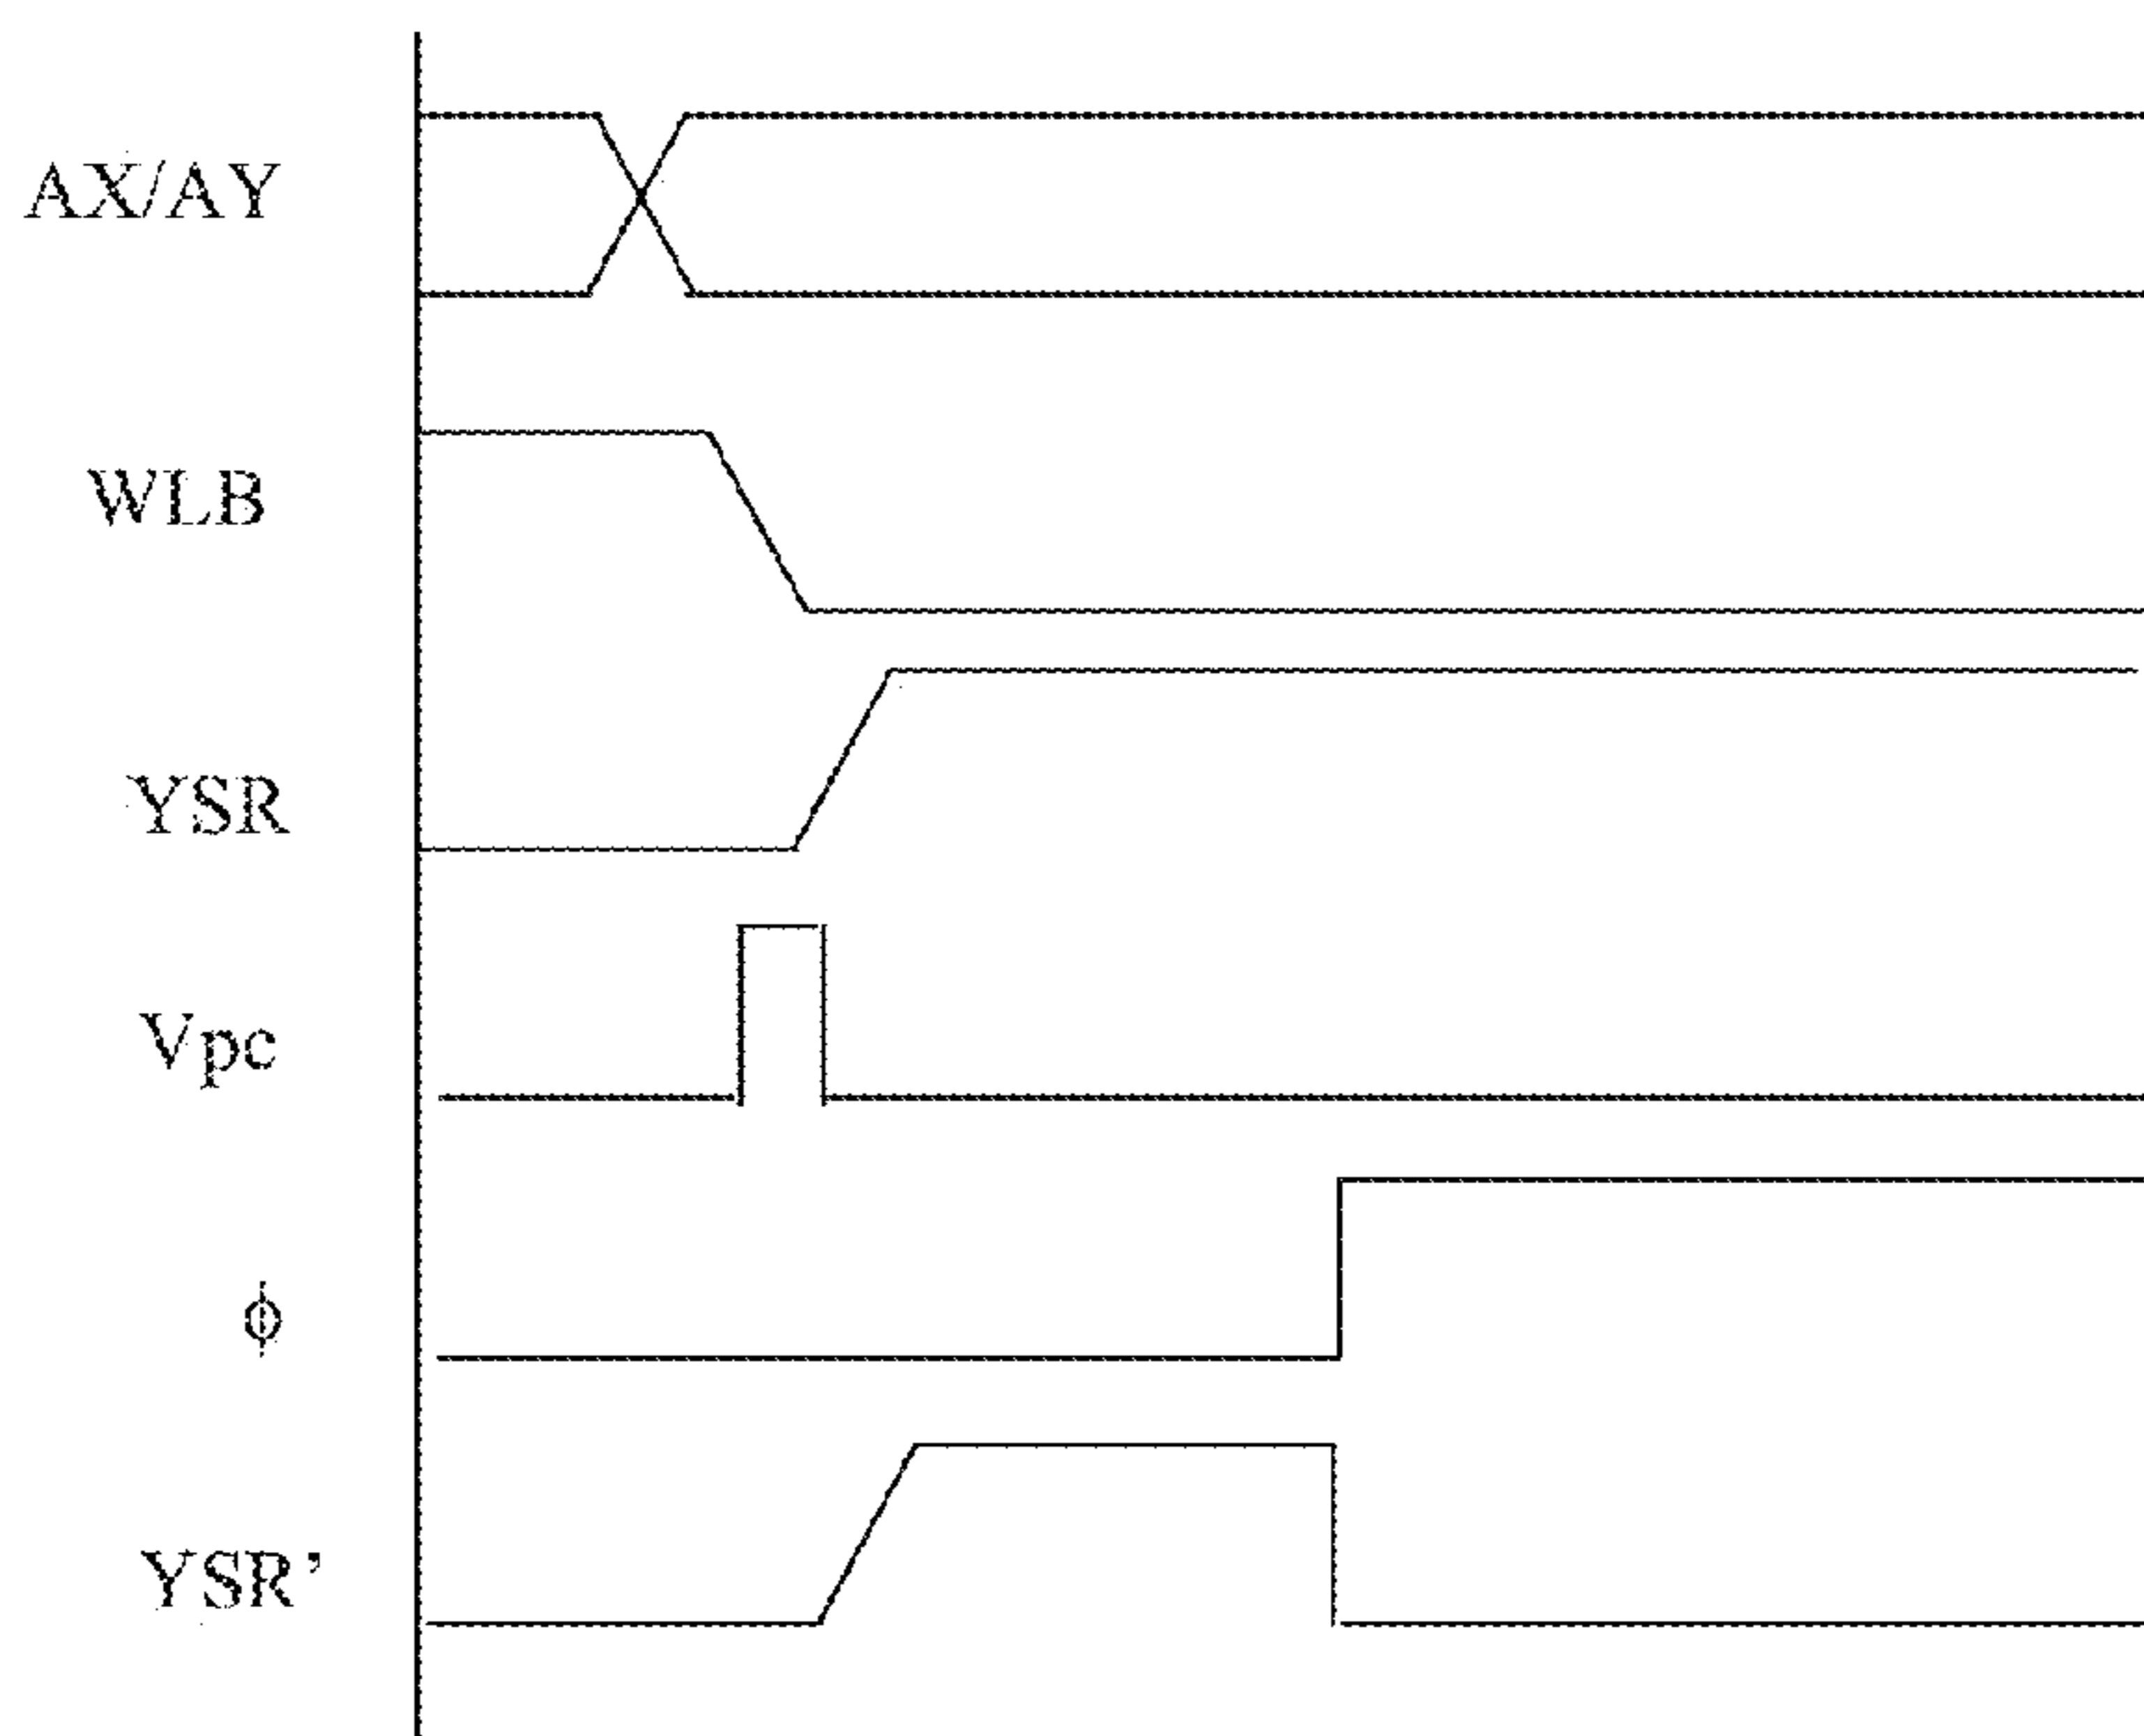 AX/AY
WLB
YSR
Vpc
ϕ
YSR’